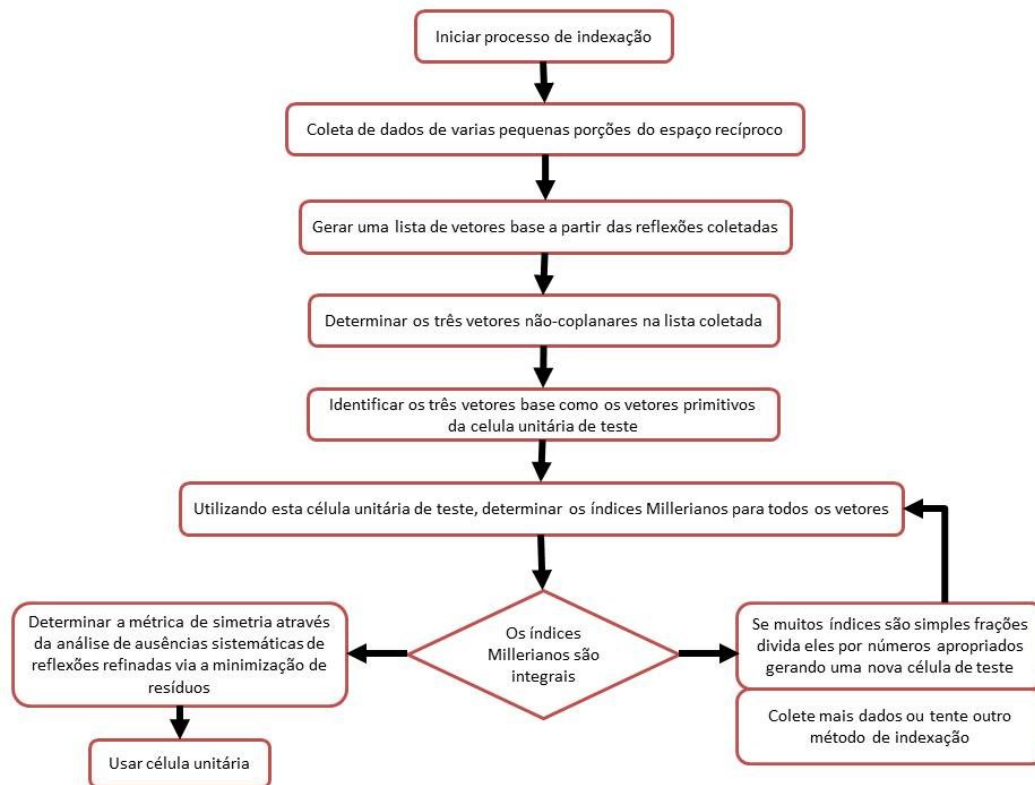 Iniciar processo de indexação
Coleta de dados de varias pequenas porções do espaço recíproco
Gerar uma lista de vetores base a partir das reflexões coletadas
Determinar os três vetores não-coplanares na lista coletada
Identificar os três vetores base como os vetores primitivos
da celula unitária de teste
Utilizando esta célula unitária de teste, determinar os índices Millerianos para todos os vetores
Os índices
Millerianos são
integrais
Determinar a métrica de simetria através
da análise de ausências sistemáticas de
reflexões refinadas via a minimização de
resíduos
Usar célula unitária
Se muitos índices são simples frações
divida eles por números apropriados
gerando uma nova célula de teste
Colete mais dados ou tente outro
método de indexação